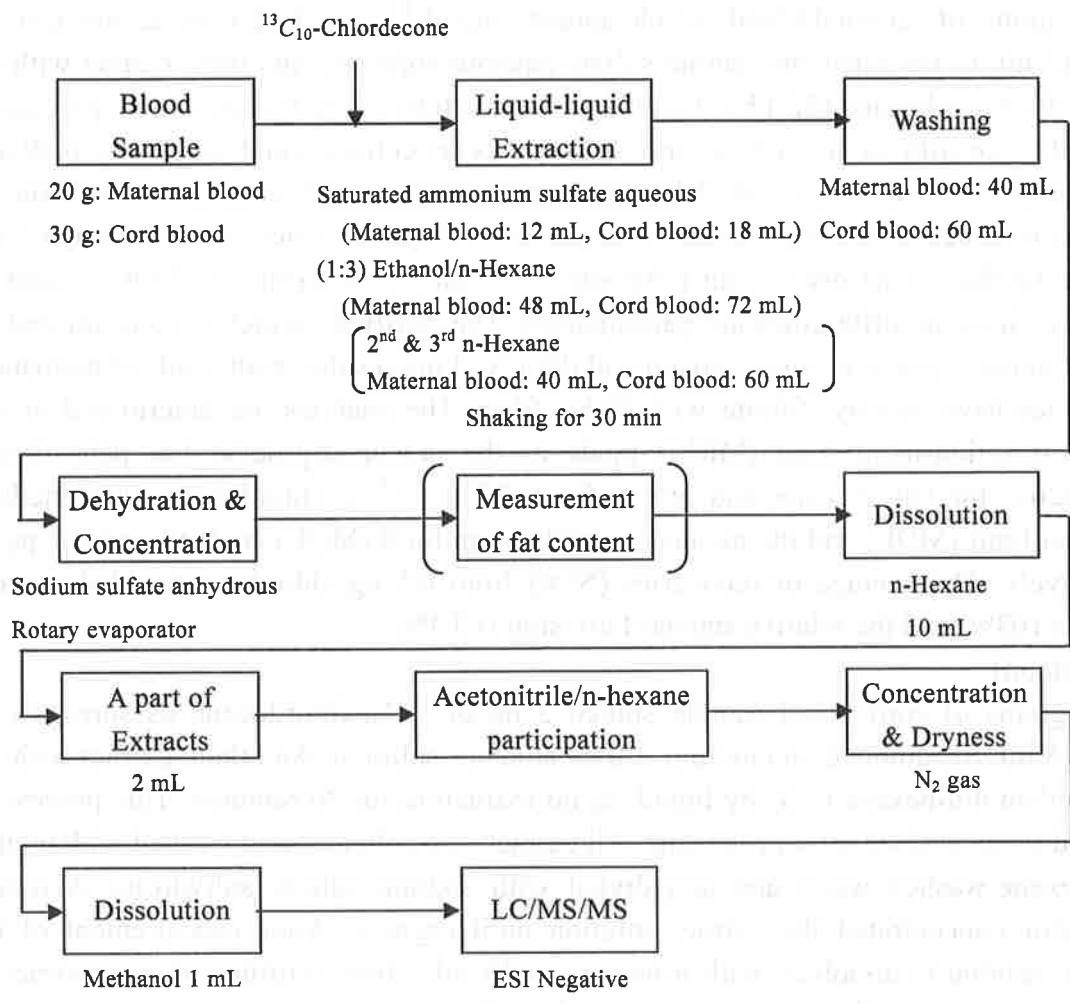 ¹³C₁₀-Chlordecone
Blood
Sample
20 g: Maternal blood
30 g: Cord blood
Liquid-liquid
Extraction
Saturated ammonium sulfate aqueous
(Maternal blood: 12 mL, Cord blood: 18 mL)
(1:3) Ethanol/n-Hexane
(Maternal blood: 48 mL, Cord blood: 72 mL)
2ⁿᵈ & 3ʳᵈ n-Hexane
Maternal blood: 40 mL, Cord blood: 60 mL
Shaking for 30 min
Washing
Maternal blood: 40 mL
Cord blood: 60 mL
Dehydration &
Concentration
Sodium sulfate anhydrous
Rotary evaporator
Measurement
of fat content
Dissolution
n-Hexane
10 mL
A part of
Extracts
2 mL
Acetonitrile/n-hexane
participation
Concentration
& Dryness
N₂ gas
Dissolution
Methanol 1 mL
LC/MS/MS
ESI Negative